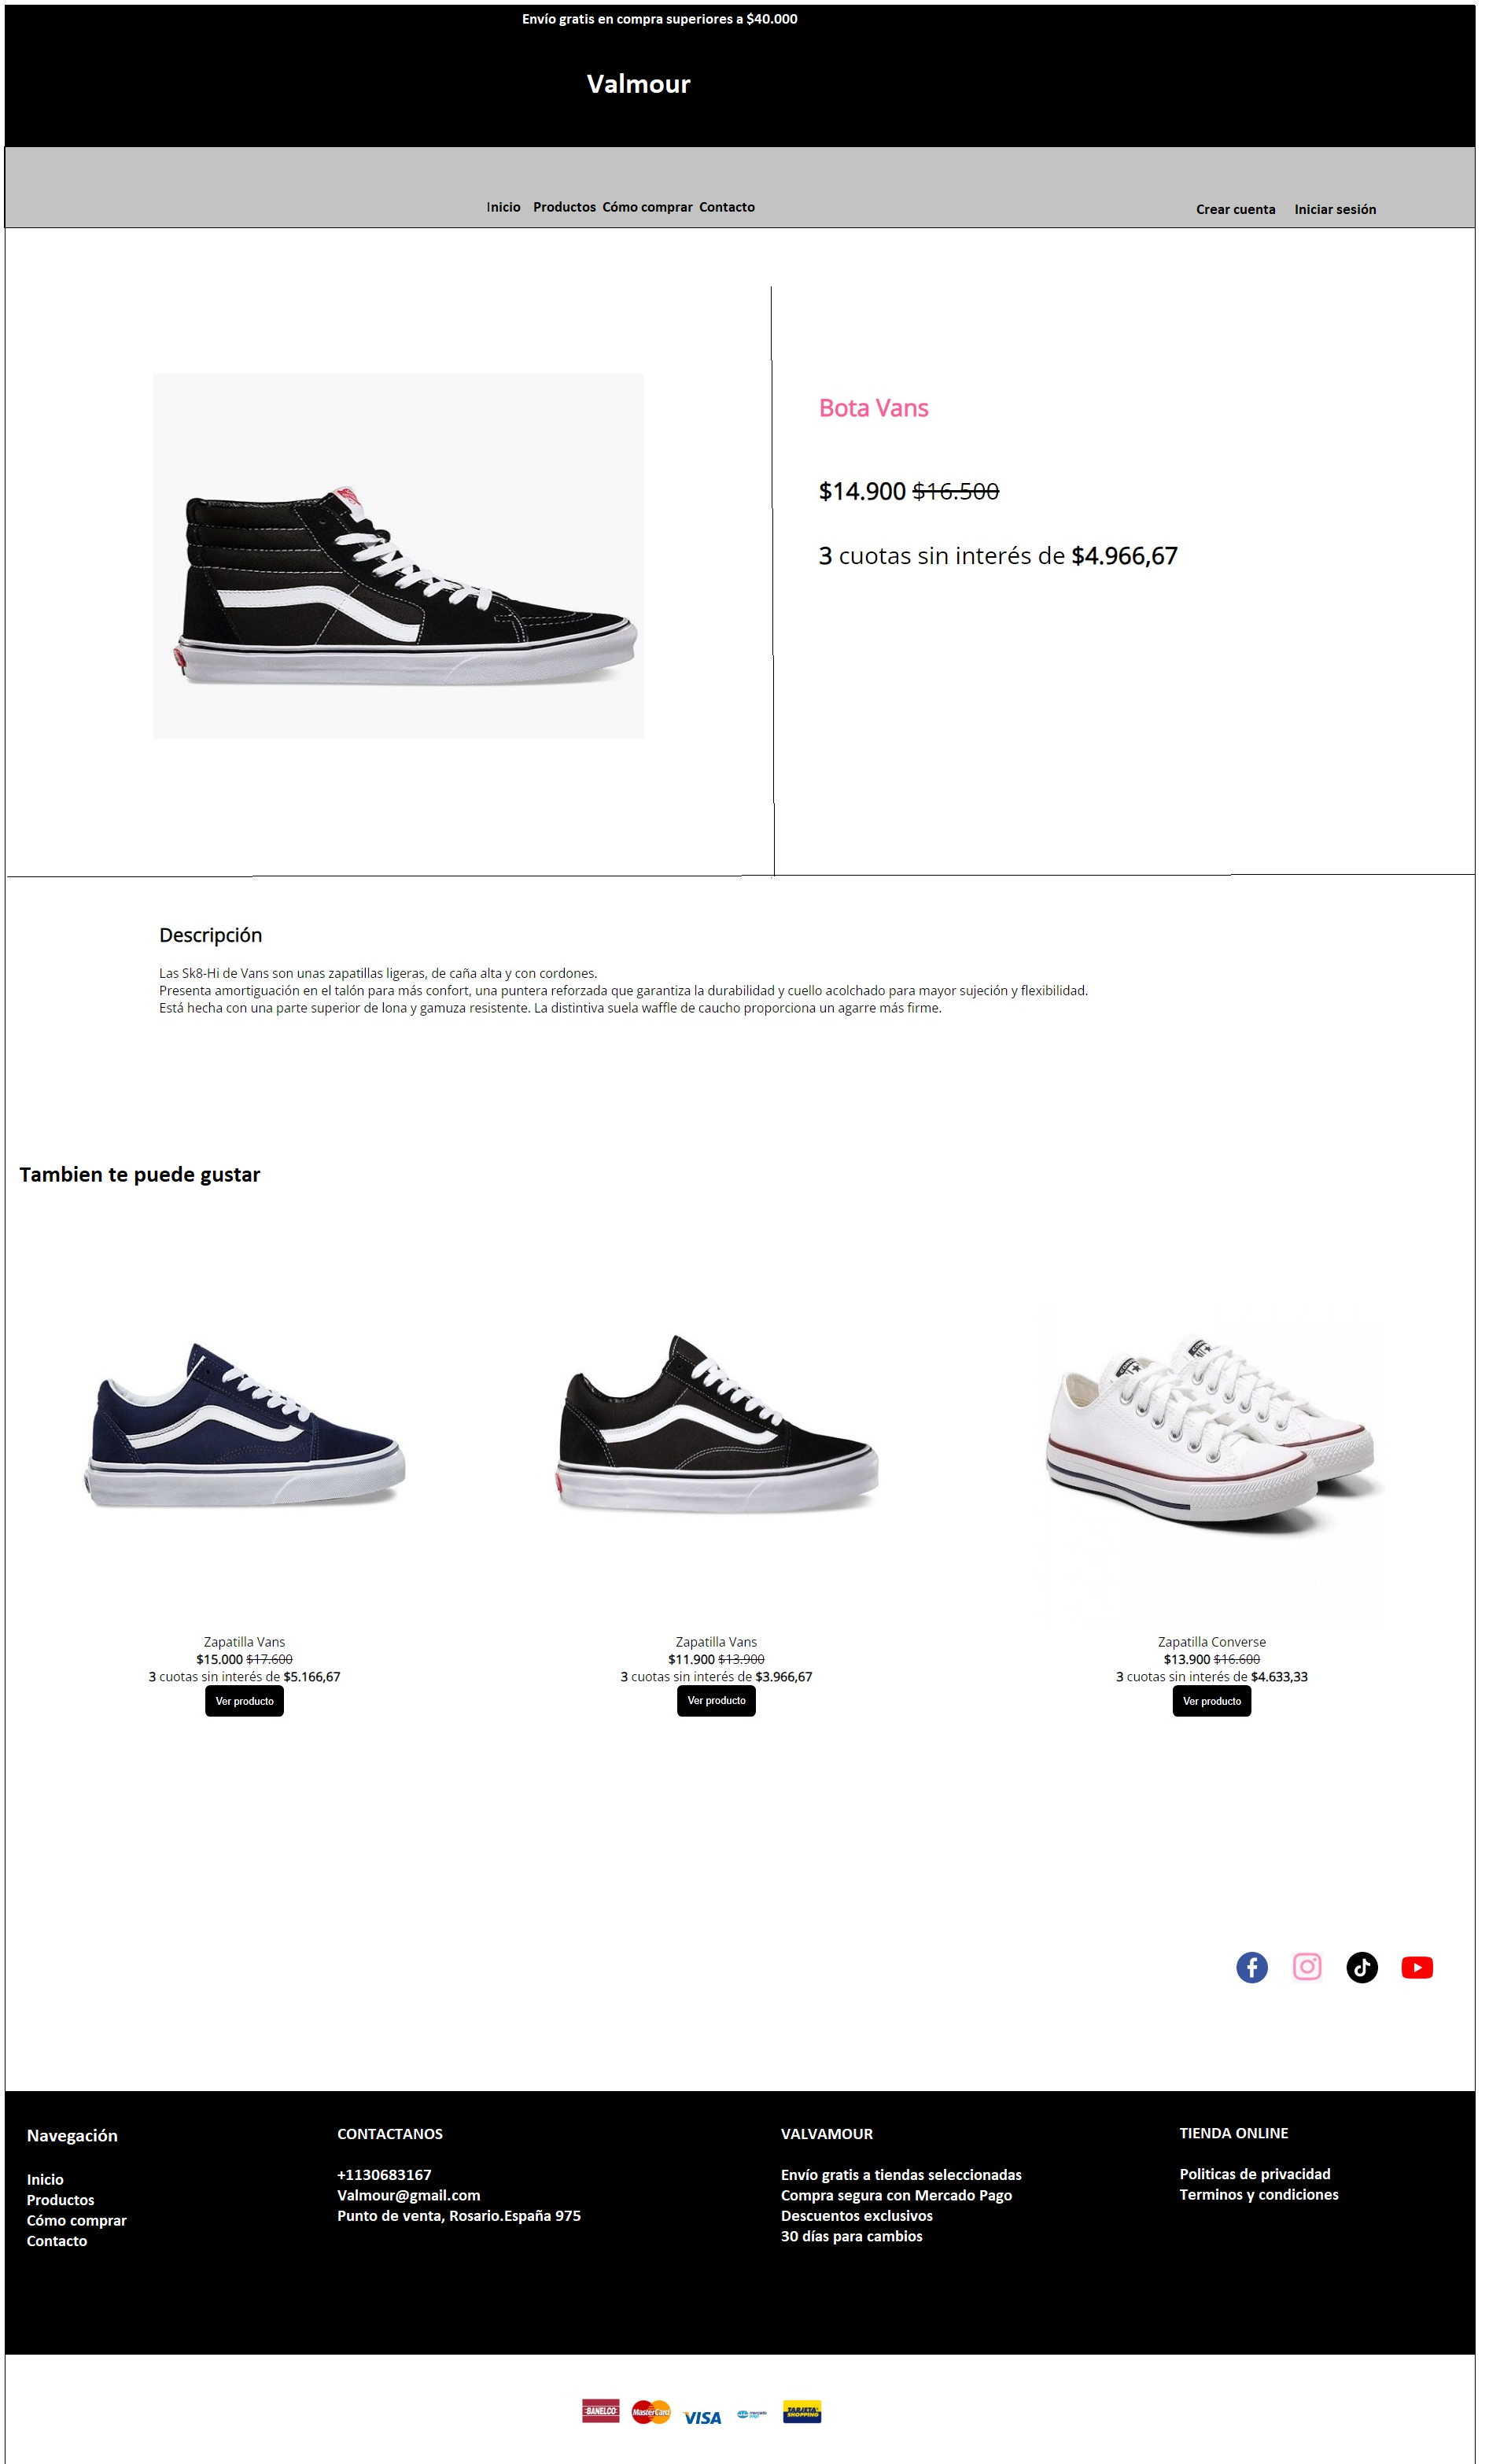 Envío gratis en compra superiores a $40.000
Valmour
Inicio Productos Cómo comprar Contacto
Crear cuenta Iniciar sesión
Bota Vans
$14.900 $16.500
3 cuotas sin interés de $4.966,67
Descripción
Las Sk8-Hi de Vans son unas zapatillas ligeras, de caña alta y con cordones.
Presenta amortiguación en el talón para más confort, una puntera reforzada que garantiza la durabilidad y cuello acolchado para mayor sujeción y flexibilidad.
Está hecha con una parte superior de lona y gamuza resistente. La distintiva suela waffle de caucho proporciona un agarre más firme.
Tambien te puede gustar
Zapatilla Vans
$15.000 $17.600
3 cuotas sin interés de $5.166,67
Ver producto
Zapatilla Vans
$11.900 $13.900
3 cuotas sin interés de $3.966,67
Ver producto
Zapatilla Converse
$13.900 $16.600
3 cuotas sin interés de $4.633,33
Ver producto
Navegación
Inicio
Productos
Cómo comprar
Contacto
CONTACTANOS
+1130683167
Valmour@gmail.com
Punto de venta, Rosario.España 975
VALVAMOUR
Envío gratis a tiendas seleccionadas
Compra segura con Mercado Pago
Descuentos exclusivos
30 días para cambios
TIENDA ONLINE
Politicas de privacidad
Terminos y condiciones
BANELCO
MasterCard
VISA
mercado pago
TARJETA SHOPPING